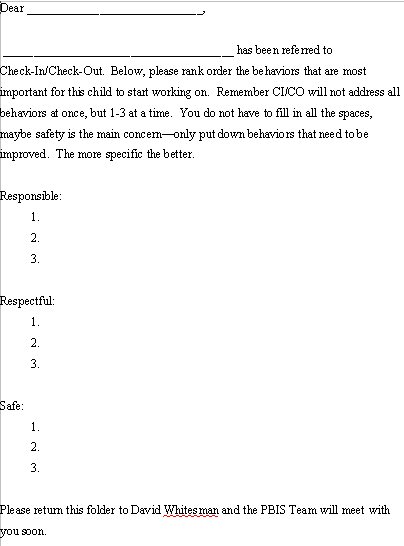 Dear ____________________________,
_____________________________________ has been referred to
Check-In/Check-Out.  Below, please rank order the behaviors that are most
important for this child to start working on.  Remember CI/CO will not address all
behaviors at once, but 1-3 at a time.  You do not have to fill in all the spaces,
maybe safety is the main concern—only put down behaviors that need to be
improved.  The more specific the better.
Responsible:
1.
2.
3.
Respectful:
1.
2.
3.
Safe:
1.
2.
3.
Please return this folder to David Whitesman and the PBIS Team will meet with
you soon.